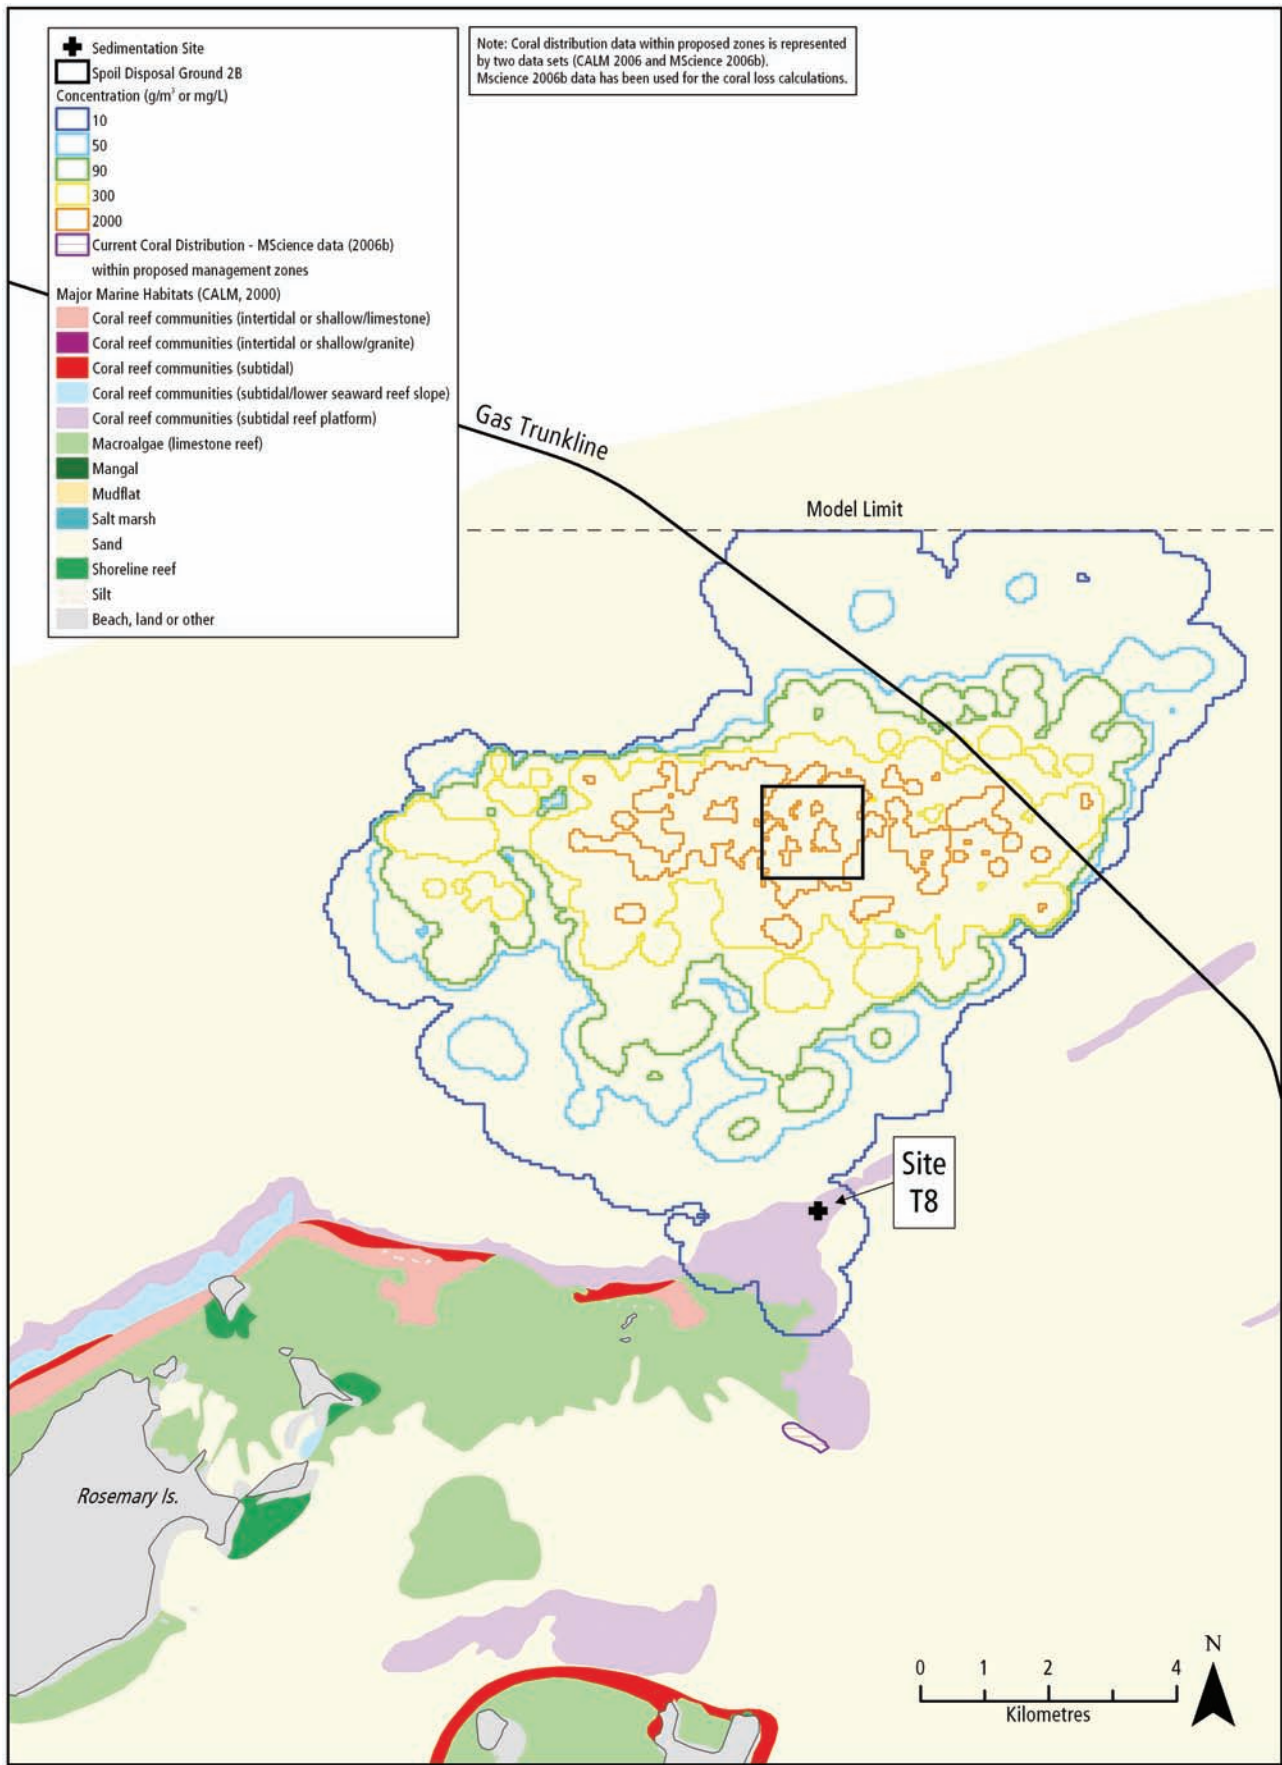 Sedimentation Site
Spoil Disposal Ground 2B
Concentration (g/m³ or mg/L)
10
50
90
300
2000
Current Coral Distribution - MScience data (2006b)
within proposed management zones
Major Marine Habitats (CALM, 2000)
Coral reef communities (intertidal or shallow/limestone)
Coral reef communities (intertidal or shallow/granite)
Coral reef communities (subtidal)
Coral reef communities (subtidal/lower seaward reef slope)
Coral reef communities (subtidal reef platform)
Macroalgae (limestone reef)
Mangal
Mudflat
Salt marsh
Sand
Shoreline reef
Silt
Beach, land or other
Note: Coral distribution data within proposed zones is represented
by two data sets (CALM 2006 and MScience 2006b).
Mscience 2006b data has been used for the coral loss calculations.
Gas Trunkline
Model Limit
Site
T8
Rosemary Is.
0 1 2 4
Kilometres
N